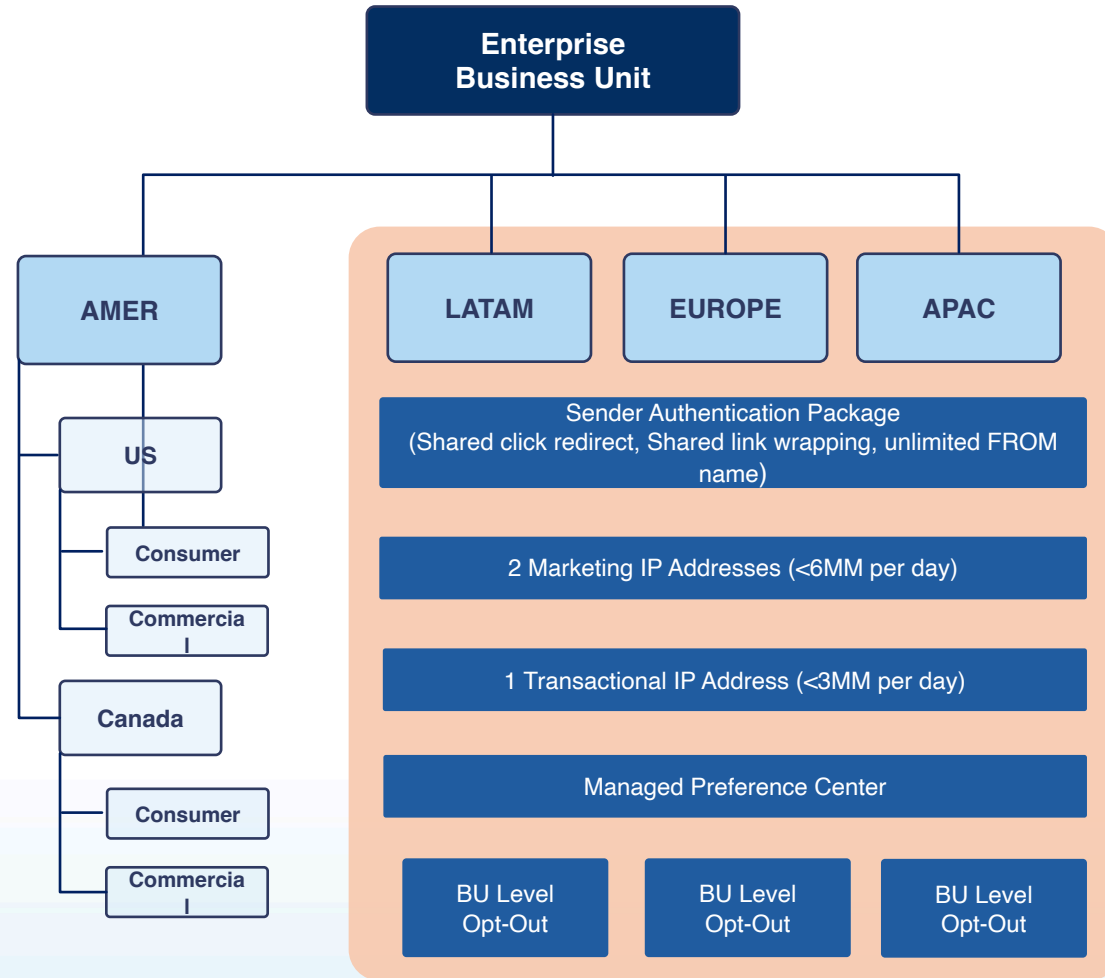 Enterprise
Business Unit
AMER
LATAM
EUROPE
APAC
US
Consumer
Commercia
l
Canada
Consumer
Commercia
l
Sender Authentication Package
(Shared click redirect, Shared link wrapping, unlimited FROM
name)
2 Marketing IP Addresses (<6MM per day)
1 Transactional IP Address (<3MM per day)
Managed Preference Center
BU Level
Opt-Out
BU Level
Opt-Out
BU Level
Opt-Out